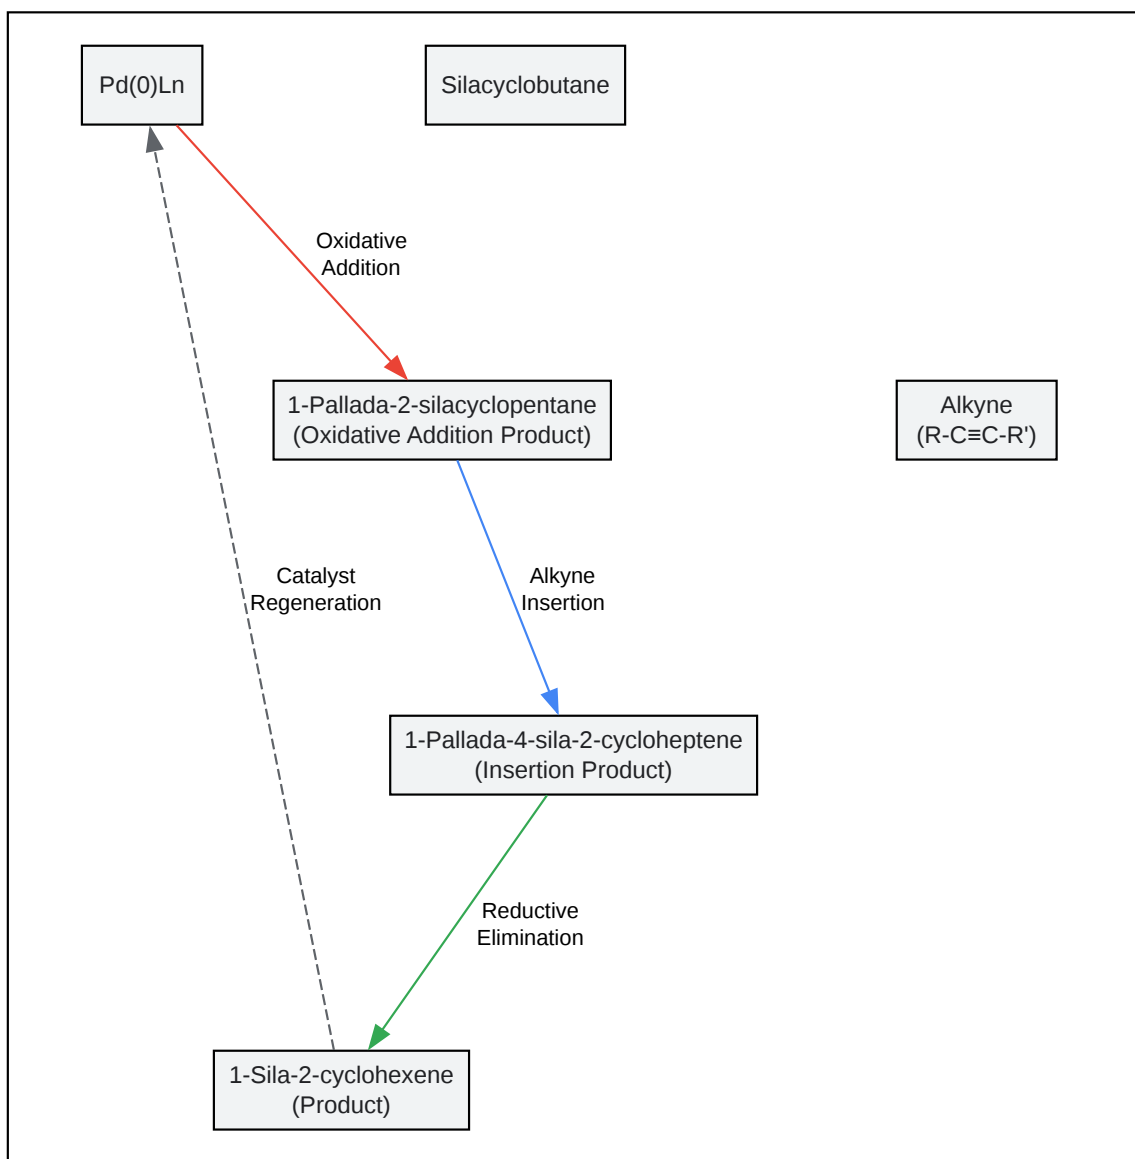 Pd(0)Ln
Silacyclobutane
Oxidative
Addition
1-Pallada-2-silacyclopentane
(Oxidative Addition Product)
Alkyne
(R-C≡C-R')
Catalyst
Regeneration
Alkyne
Insertion
1-Pallada-4-sila-2-cycloheptene
(Insertion Product)
Reductive
Elimination
1-Sila-2-cyclohexene
(Product)